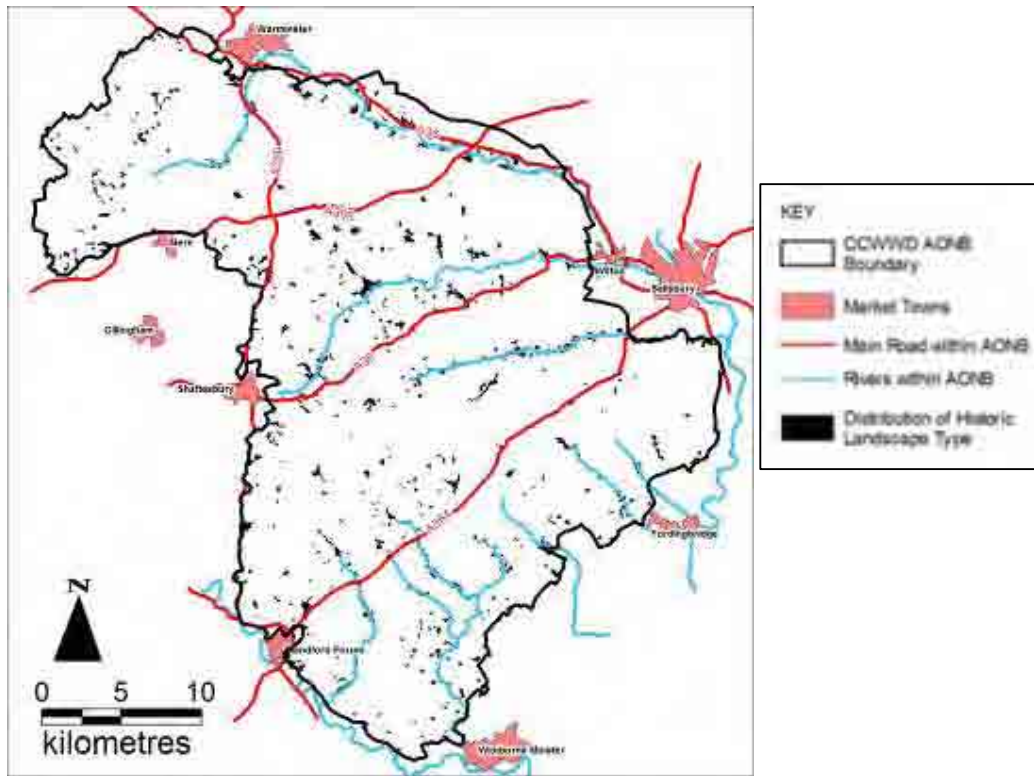 Warminster
A36
Mere
Wilton
Salisbury
Gillingham
Shaftesbury
Fordingbridge
Blandford Forum
Wimborne Minster
N
0 5 10
kilometres
KEY
CCWWD AONB
Boundary
Market Towns
Main Road within AONB
Rivers within AONB
Distribution of Historic
Landscape Type